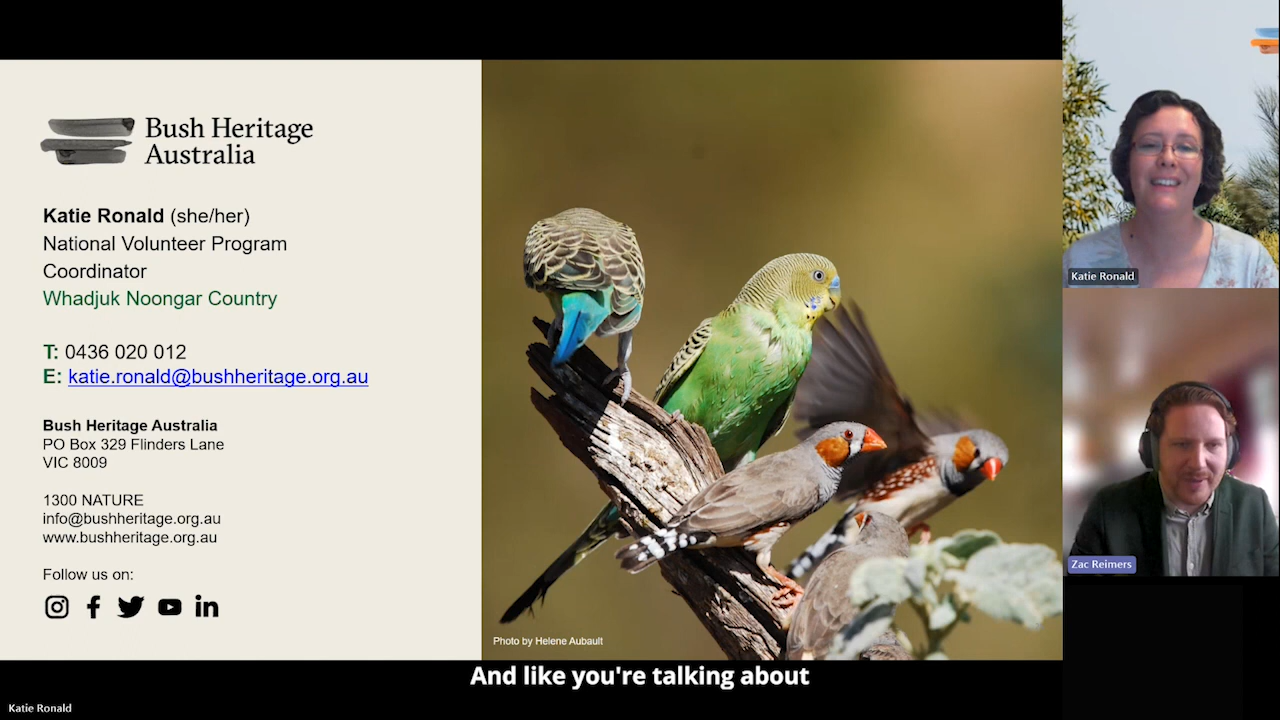 Bush Heritage
Australia
Katie Ronald (she/her)
National Volunteer Program
Coordinator
Whadjuk Noongar Country
T: 0436 020 012
E: katie.ronald@bushheritage.org.au
Bush Heritage Australia
PO Box 329 Flinders Lane
VIC 8009
1300 NATURE
info@bushheritage.org.au
www.bushheritage.org.au
Follow us on:
Photo by Helene Aubault
And like you're talking about
Katie Ronald
Katie Ronald
Zac Reimers